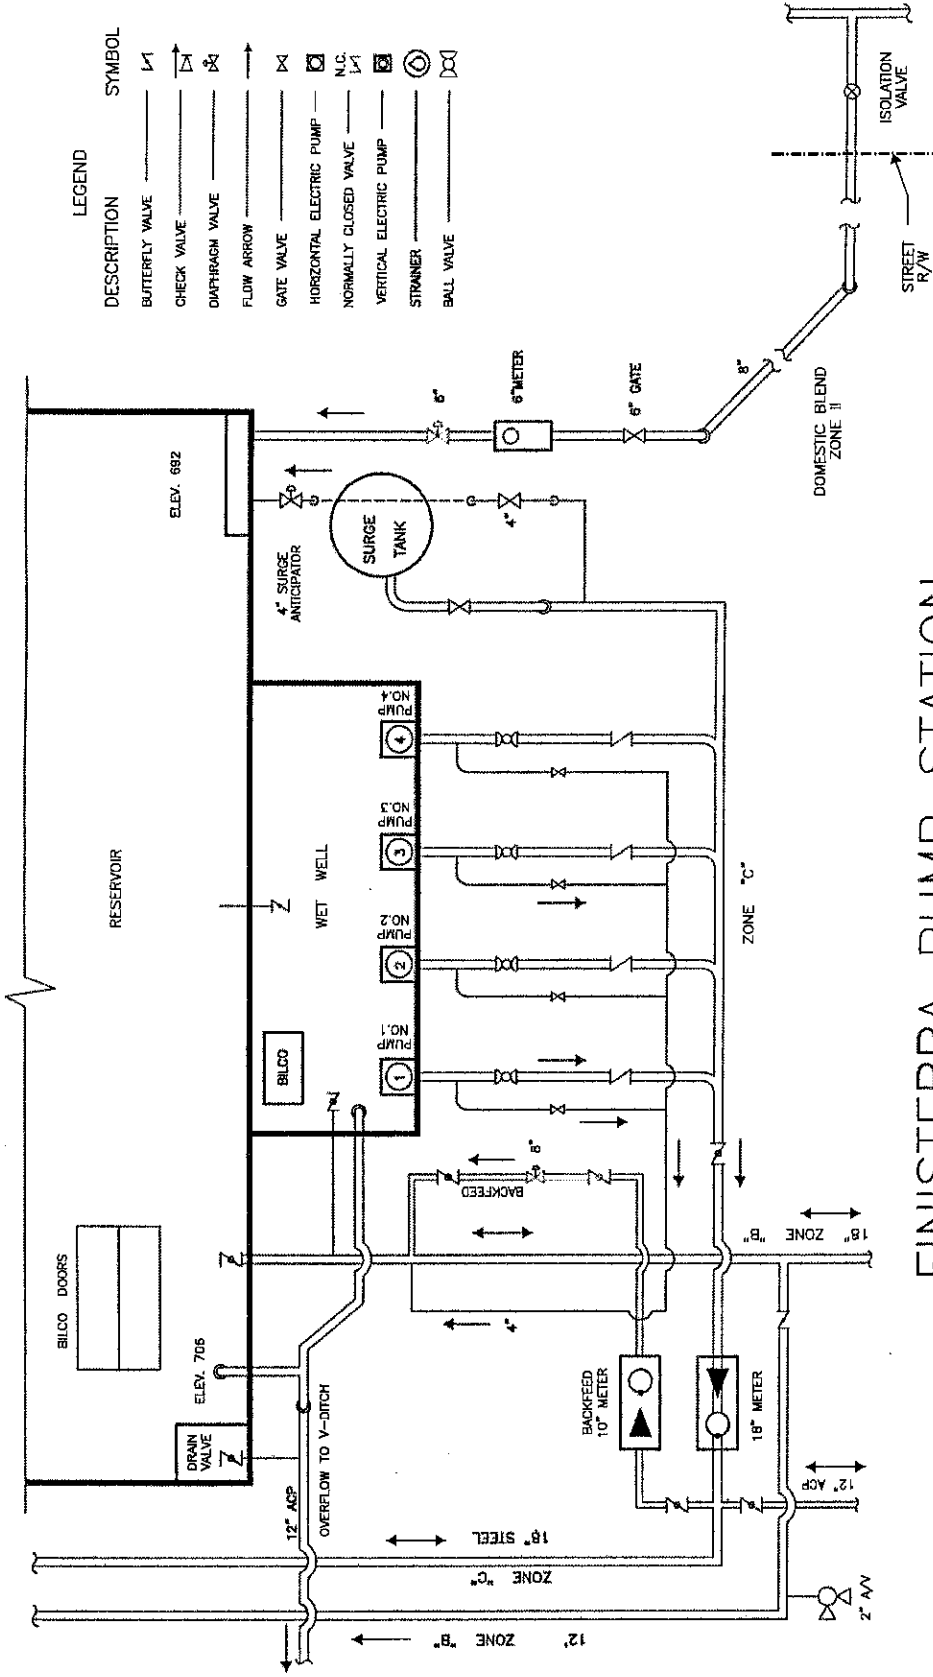 LEGEND
DESCRIPTION SYMBOL
BUTTERFLY VALVE
CHECK VALVE
DIAPHRAGM VALVE
FLOW ARROW
GATE VALVE
HORIZONTAL ELECTRIC PUMP
NORMALLY CLOSED VALVE N.C.
VERTICAL ELECTRIC PUMP
STRAINER
BALL VALVE
RESERVOIR
BILCO DOORS
ELEV. 706
DRAIN
VALVE
ELEV. 692
BILCO
WET WELL
PUMP
NO.1
1
PUMP
NO.2
2
PUMP
NO.3
3
PUMP
NO.4
4
4" SURGE
ANTICIPATOR
SURGE
TANK
4"
6"
6" METER
6" GATE
8"
DOMESTIC BLEND
ZONE II
STREET
R/W
ISOLATION
VALVE
ZONE "C"
BACKFEED
8"
4"
18" ZONE "B"
BACKFEED
10" METER
18" METER
12" ACP
12" ACP
OVERFLOW TO V-DITCH
18" STEEL
ZONE "C"
12' ZONE "B"
2" A/V
FINISTERRA PUMP STATION